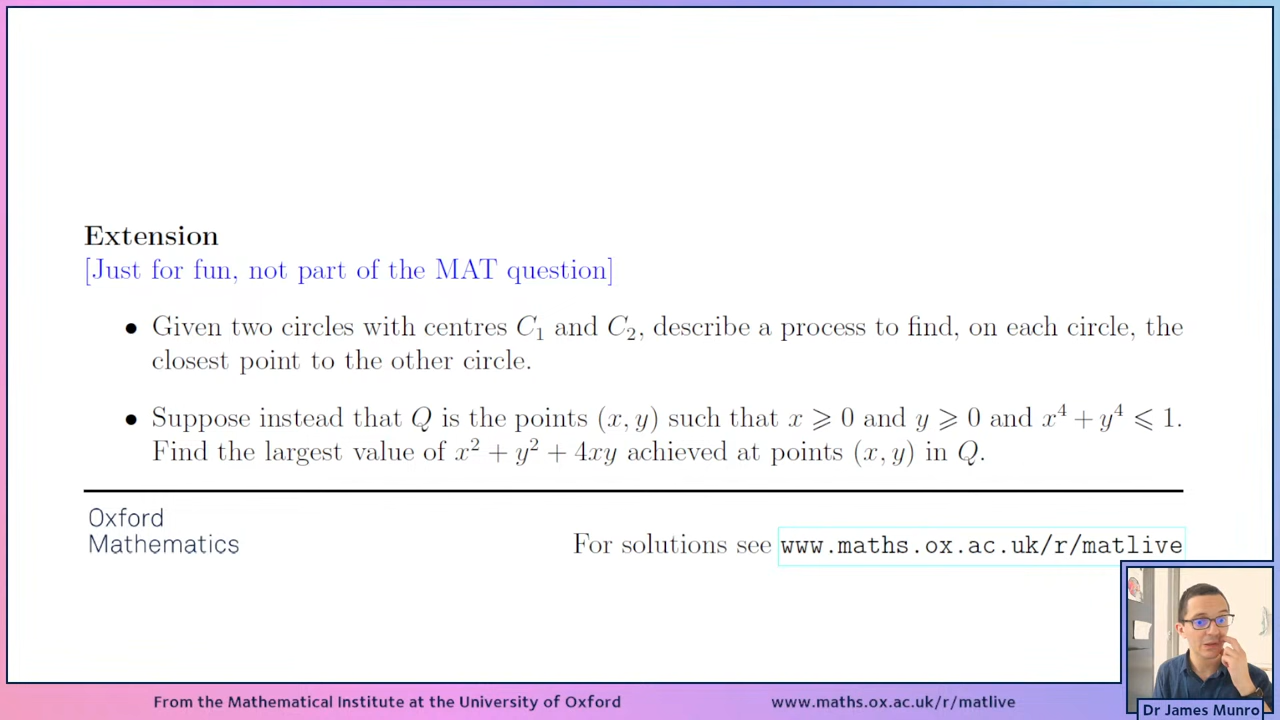 Extension
[Just for fun, not part of the MAT question]
• Given two circles with centres C₁ and C₂, describe a process to find, on each circle, the
closest point to the other circle.
• Suppose instead that Q is the points (x, y) such that x ⩾ 0 and y ⩾ 0 and x⁴ + y⁴ ⩽ 1.
Find the largest value of x² + y² + 4xy achieved at points (x, y) in Q.
Oxford
Mathematics
For solutions see www.maths.ox.ac.uk/r/matlive
From the Mathematical Institute at the University of Oxford
www.maths.ox.ac.uk/r/matlive
Dr James Munro